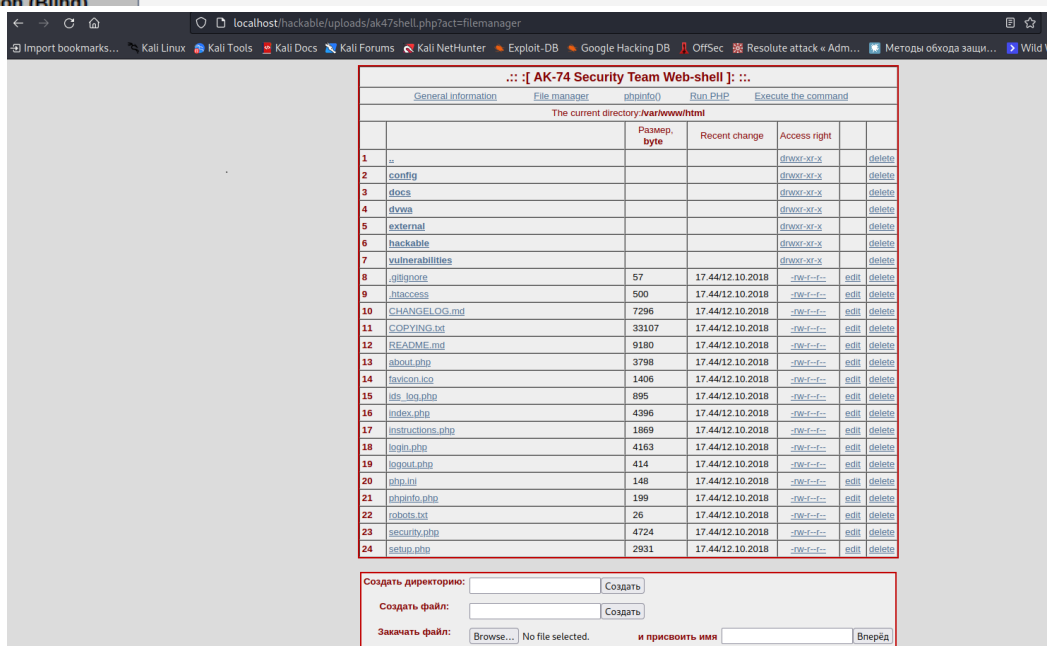 ion (Blind)
localhost/hackable/uploads/ak47shell.php?act=filemanager
Import bookmarks... Kali Linux Kali Tools Kali Docs Kali Forums Kali NetHunter Exploit-DB Google Hacking DB OffSec Resolute attack « Adm... Методы обхода защи... Wild
.:: :[ AK-74 Security Team Web-shell ]: ::.
General information File manager phpinfo() Run PHP Execute the command
The current directory:/var/www/html
Размер, byte Recent change Access right
1 .. drwxr-xr-x delete
2 config drwxr-xr-x delete
3 docs drwxr-xr-x delete
4 dvwa drwxr-xr-x delete
5 external drwxr-xr-x delete
6 hackable drwxr-xr-x delete
7 vulnerabilities drwxr-xr-x delete
8 .gitignore 57 17.44/12.10.2018 -rw-r--r-- edit delete
9 .htaccess 500 17.44/12.10.2018 -rw-r--r-- edit delete
10 CHANGELOG.md 7296 17.44/12.10.2018 -rw-r--r-- edit delete
11 COPYING.txt 33107 17.44/12.10.2018 -rw-r--r-- edit delete
12 README.md 9180 17.44/12.10.2018 -rw-r--r-- edit delete
13 about.php 3798 17.44/12.10.2018 -rw-r--r-- edit delete
14 favicon.ico 1406 17.44/12.10.2018 -rw-r--r-- edit delete
15 ids_log.php 895 17.44/12.10.2018 -rw-r--r-- edit delete
16 index.php 4396 17.44/12.10.2018 -rw-r--r-- edit delete
17 instructions.php 1869 17.44/12.10.2018 -rw-r--r-- edit delete
18 login.php 4163 17.44/12.10.2018 -rw-r--r-- edit delete
19 logout.php 414 17.44/12.10.2018 -rw-r--r-- edit delete
20 php.ini 148 17.44/12.10.2018 -rw-r--r-- edit delete
21 phpinfo.php 199 17.44/12.10.2018 -rw-r--r-- edit delete
22 robots.txt 26 17.44/12.10.2018 -rw-r--r-- edit delete
23 security.php 4724 17.44/12.10.2018 -rw-r--r-- edit delete
24 setup.php 2931 17.44/12.10.2018 -rw-r--r-- edit delete
Создать директорию: Создать
Создать файл: Создать
Закачать файл: Browse... No file selected. и присвоить имя Вперёд